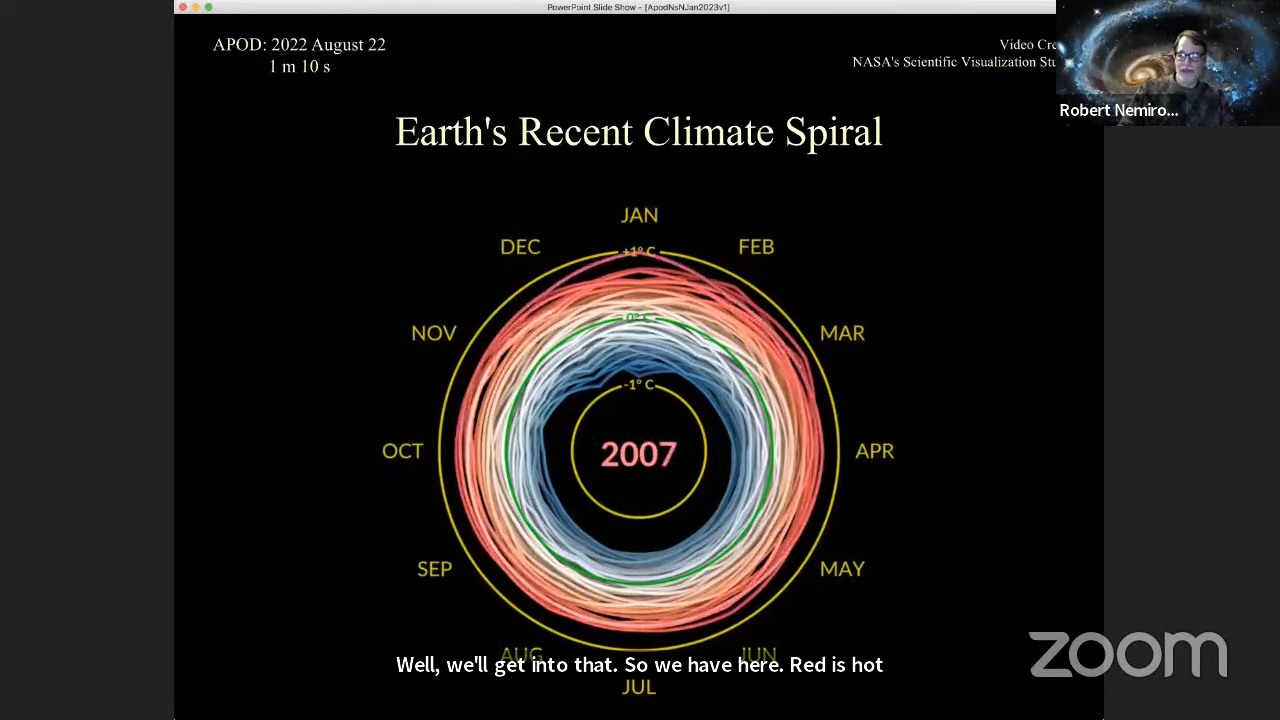 PowerPoint Slide Show - [ApodNsNJan2023v1]
APOD: 2022 August 22
1 m 10 s
Video Cre
NASA's Scientific Visualization Stu
Robert Nemiro...
Earth's Recent Climate Spiral
JAN
DEC
FEB
+1° C
NOV
MAR
0° C
-1° C
OCT
2007
APR
SEP
MAY
AUG
JUN
Well, we'll get into that. So we have here. Red is hot
JUL
zoom